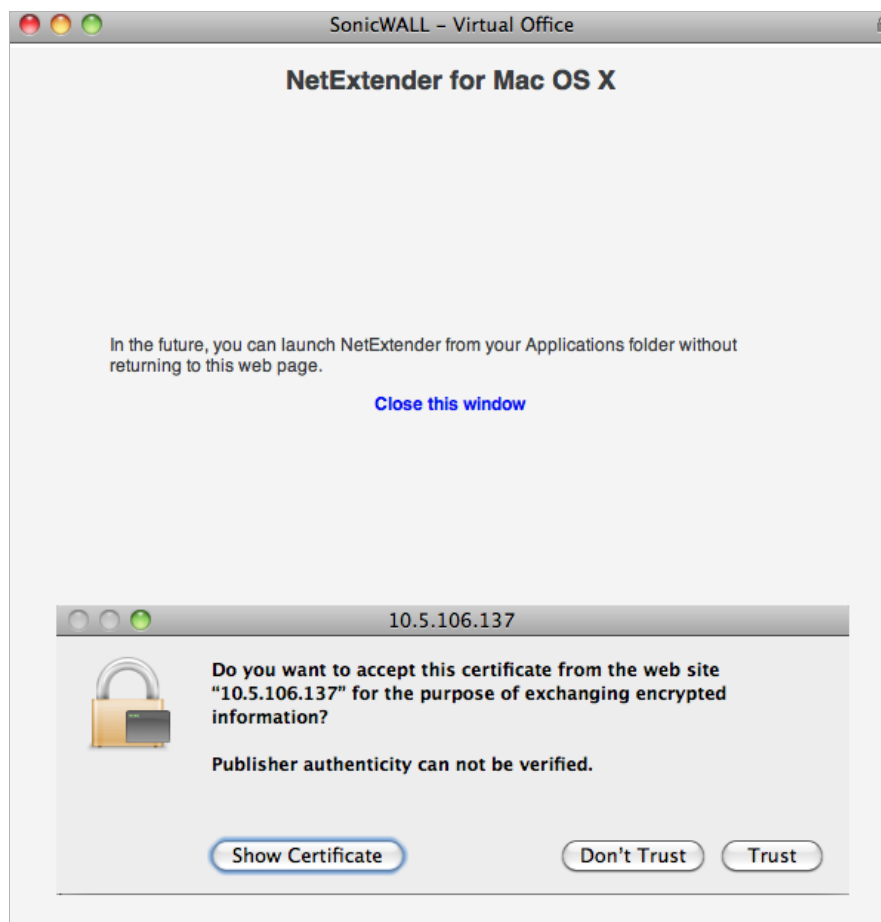 SonicWALL – Virtual Office
NetExtender for Mac OS X
In the future, you can launch NetExtender from your Applications folder without
returning to this web page.
Close this window
10.5.106.137
Do you want to accept this certificate from the web site
“10.5.106.137” for the purpose of exchanging encrypted
information?
Publisher authenticity can not be verified.
Show Certificate
Don't Trust
Trust